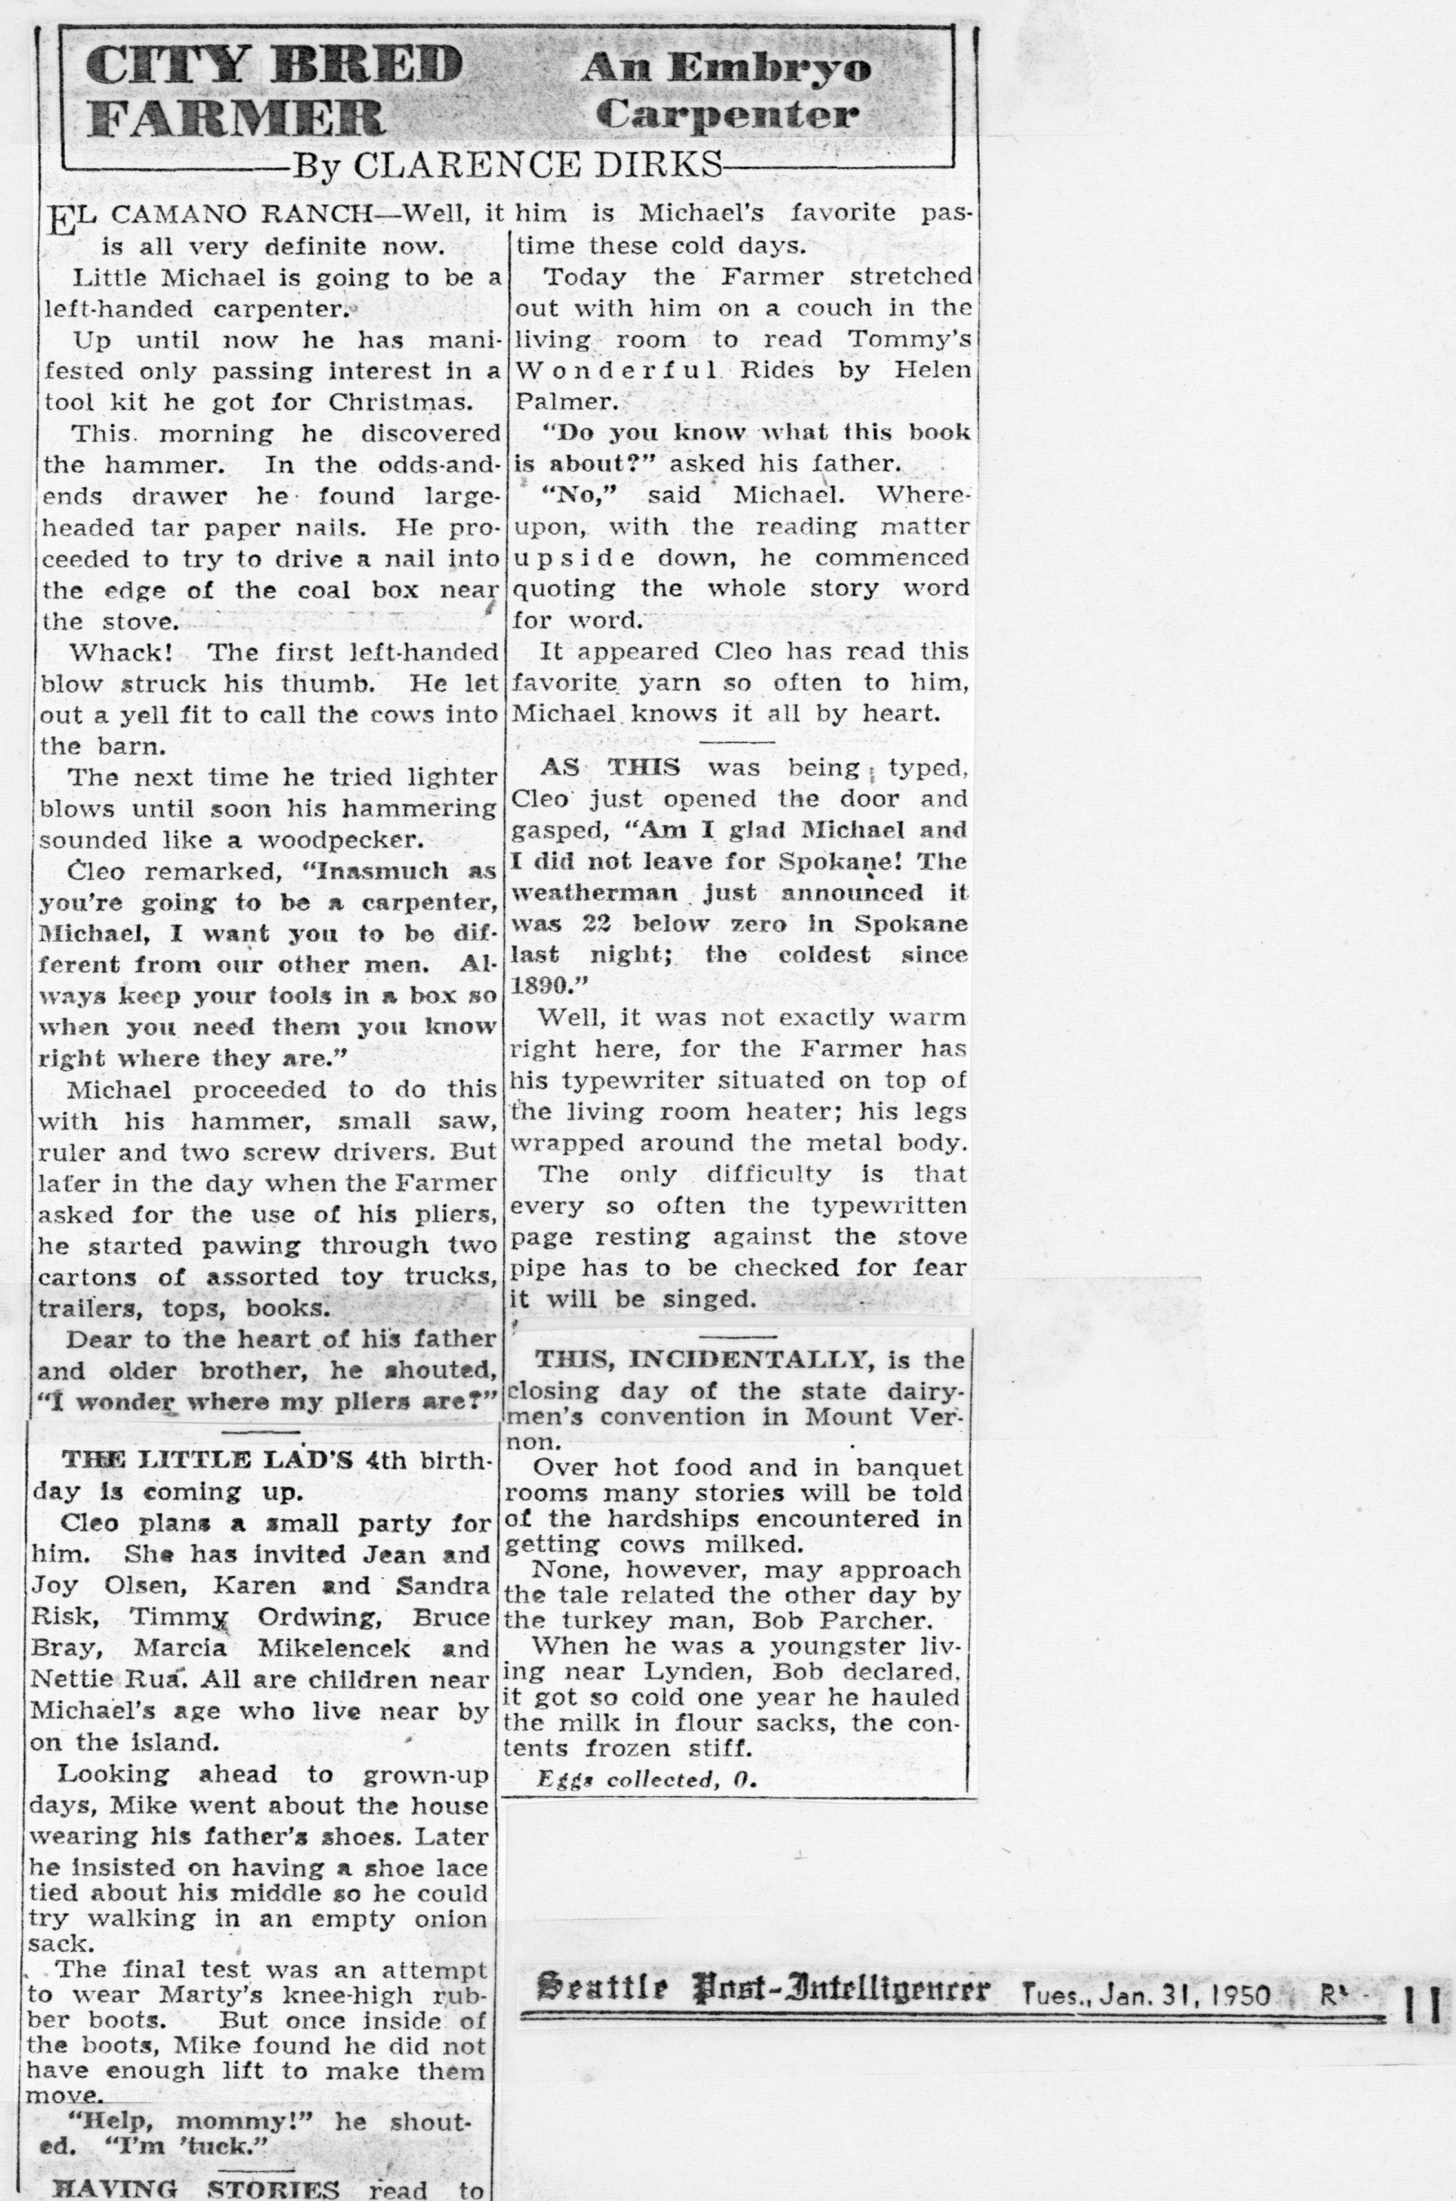 CITY BRED
FARMER
An Embryo
Carpenter
By CLARENCE DIRKS
EL CAMANO RANCH—Well, it
is all very definite now.
Little Michael is going to be a
left-handed carpenter.
Up until now he has mani-
fested only passing interest in a
tool kit he got for Christmas.
This morning he discovered
the hammer. In the odds-and-
ends drawer he found large-
headed tar paper nails. He pro-
ceeded to try to drive a nail into
the edge of the coal box near
the stove.
Whack! The first left-handed
blow struck his thumb. He let
out a yell fit to call the cows into
the barn.
The next time he tried lighter
blows until soon his hammering
sounded like a woodpecker.
Cleo remarked, "Inasmuch as
you're going to be a carpenter,
Michael, I want you to be dif-
ferent from our other men. Al-
ways keep your tools in a box so
when you need them you know
right where they are."
Michael proceeded to do this
with his hammer, small saw,
ruler and two screw drivers. But
later in the day when the Farmer
asked for the use of his pliers,
he started pawing through two
cartons of assorted toy trucks,
trailers, tops, books.
Dear to the heart of his father
and older brother, he shouted,
"I wonder where my pliers are?"
THE LITTLE LAD'S 4th birth-
day is coming up.
Cleo plans a small party for
him. She has invited Jean and
Joy Olsen, Karen and Sandra
Risk, Timmy Ordwing, Bruce
Bray, Marcia Mikelencek and
Nettie Rua. All are children near
Michael's age who live near by
on the island.
Looking ahead to grown-up
days, Mike went about the house
wearing his father's shoes. Later
he insisted on having a shoe lace
tied about his middle so he could
try walking in an empty onion
sack.
The final test was an attempt
to wear Marty's knee-high rub-
ber boots. But once inside of
the boots, Mike found he did not
have enough lift to make them
move.
"Help, mommy!" he shout-
ed. "I'm 'tuck."
HAVING STORIES read to
him is Michael's favorite pas-
time these cold days.
Today the Farmer stretched
out with him on a couch in the
living room to read Tommy's
Wonderful Rides by Helen
Palmer.
"Do you know what this book
is about?" asked his father.
"No," said Michael. Where-
upon, with the reading matter
upside down, he commenced
quoting the whole story word
for word.
It appeared Cleo has read this
favorite yarn so often to him,
Michael knows it all by heart.
AS THIS was being typed,
Cleo just opened the door and
gasped, "Am I glad Michael and
I did not leave for Spokane! The
weatherman just announced it
was 22 below zero in Spokane
last night; the coldest since
1890."
Well, it was not exactly warm
right here, for the Farmer has
his typewriter situated on top of
the living room heater; his legs
wrapped around the metal body.
The only difficulty is that
every so often the typewritten
page resting against the stove
pipe has to be checked for fear
it will be singed.
THIS, INCIDENTALLY, is the
closing day of the state dairy-
men's convention in Mount Ver-
non.
Over hot food and in banquet
rooms many stories will be told
of the hardships encountered in
getting cows milked.
None, however, may approach
the tale related the other day by
the turkey man, Bob Parcher.
When he was a youngster liv-
ing near Lynden, Bob declared,
it got so cold one year he hauled
the milk in flour sacks, the con-
tents frozen stiff.
Eggs collected, 0.
Seattle Post-Intelligencer Tues., Jan. 31, 1950 11